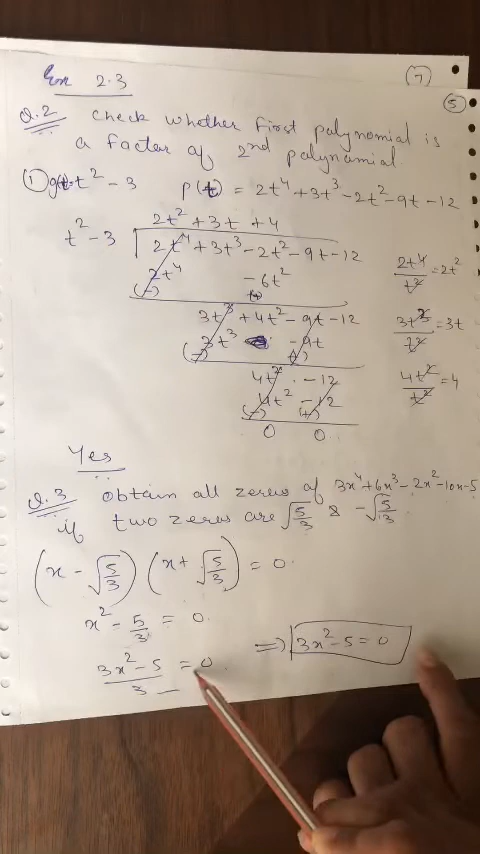 Exn 2.3
(7)
(5)
Q.2 Check whether first polynomial is
a factor of 2nd polynomial
(1) t² - 3 p(t) = 2t⁴ + 3t³ - 2t² - 9t - 12
2t² + 3t + 4
t² - 3 | 2t⁴ + 3t³ - 2t² - 9t - 12
2t⁴ - 6t²
(-) (+)
3t³ + 4t² - 9t - 12
3t³ - 9t
(-) (+)
4t² - 12
4t² - 12
(-) (+)
0 0
2t⁴/t² = 2t²
3t³/t² = 3t
4t²/t² = 4
Yes
Q.3 obtain all zeros of 3x⁴ + 6x³ - 2x² - 10x - 5
if two zeros are √5/3 & -√5/3
(x - √5/3) (x + √5/3) = 0
x² - 5/3 = 0
3x² - 5/3 = 0 ⇒ 3x² - 5 = 0